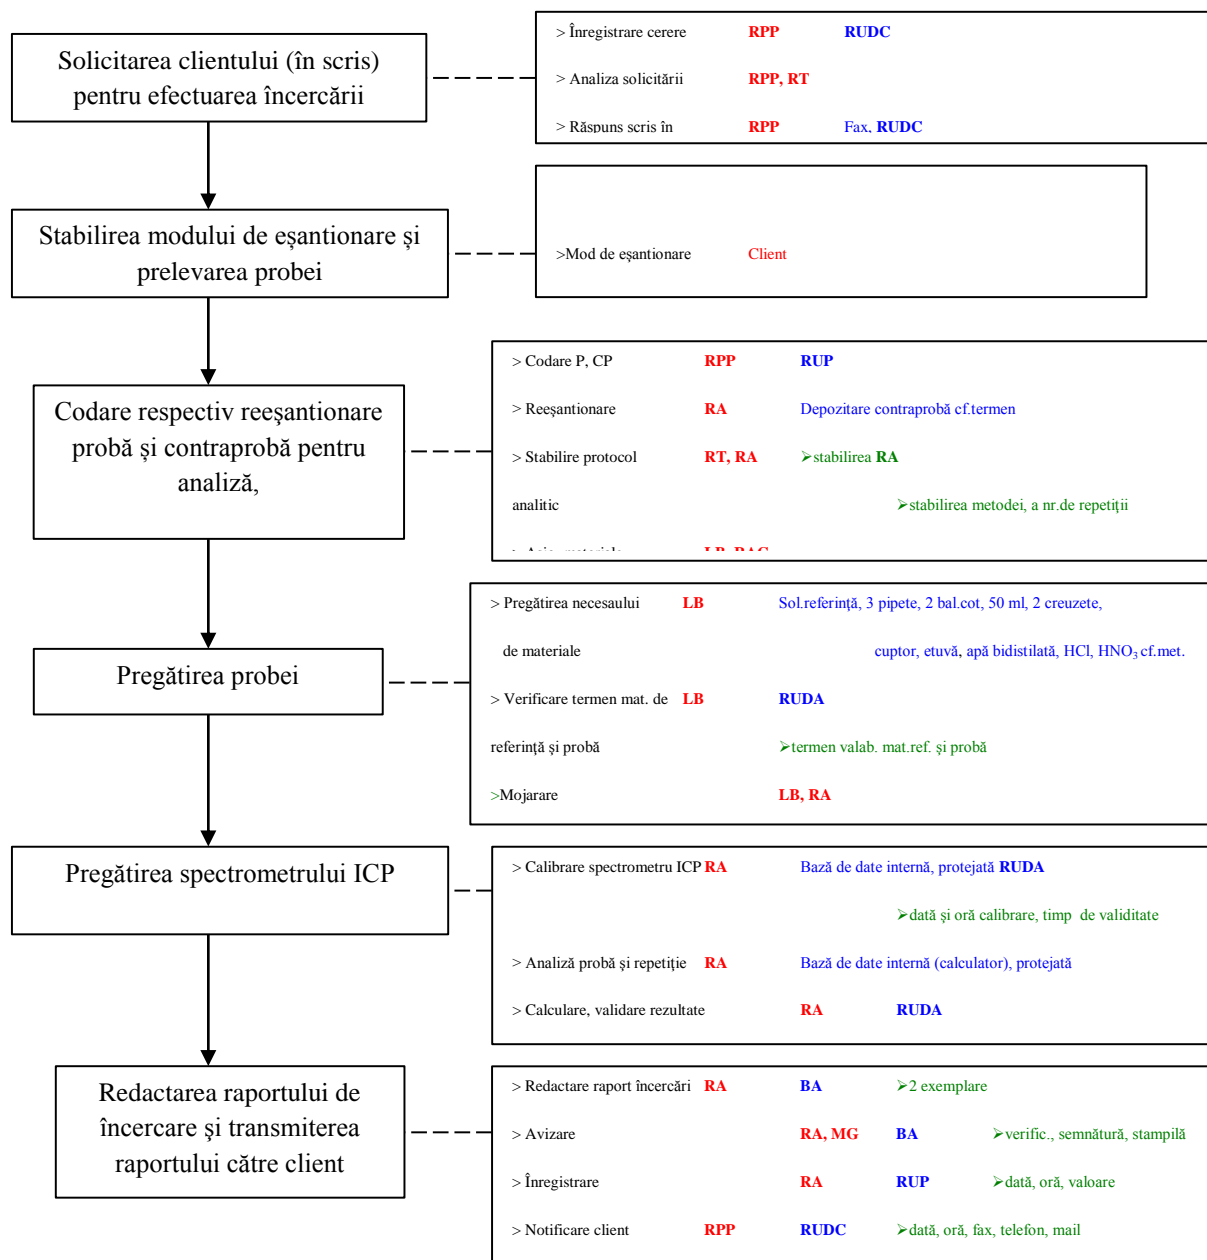 Solicitarea clientului (în scris)
pentru efectuarea încercării
> Înregistrare cerere RPP RUDC
> Analiza solicitării RPP, RT
> Răspuns scris în RPP Fax, RUDC
Stabilirea modului de eșantionare și
prelevarea probei
>Mod de eşantionare Client
Codare respectiv reeşantionare
probă și contraprobă pentru
analiză,
> Codare P, CP RPP RUP
> Reeşantionare RA Depozitare contraprobă cf.termen
> Stabilire protocol RT, RA ➢stabilirea RA
analitic ➢stabilirea metodei, a nr.de repetiţii
Pregătirea probei
> Pregătirea necesaului LB Sol.referinţă, 3 pipete, 2 bal.cot, 50 ml, 2 creuzete,
de materiale cuptor, etuvă, apă bidistilată, HCl, HNO₃ cf.met.
> Verificare termen mat. de LB RUDA
referinţă şi probă ➢termen valab. mat.ref. şi probă
>Mojarare LB, RA
Pregătirea spectrometrului ICP
> Calibrare spectrometru ICP RA Bază de date internă, protejată RUDA
➢dată şi oră calibrare, timp de validitate
> Analiză probă şi repetiţie RA Bază de date internă (calculator), protejată
> Calculare, validare rezultate RA RUDA
Redactarea raportului de
încercare şi transmiterea
raportului către client
> Redactare raport încercări RA BA ➢2 exemplare
> Avizare RA, MG BA ➢verific., semnătură, stampilă
> Înregistrare RA RUP ➢dată, oră, valoare
> Notificare client RPP RUDC ➢dată, oră, fax, telefon, mail